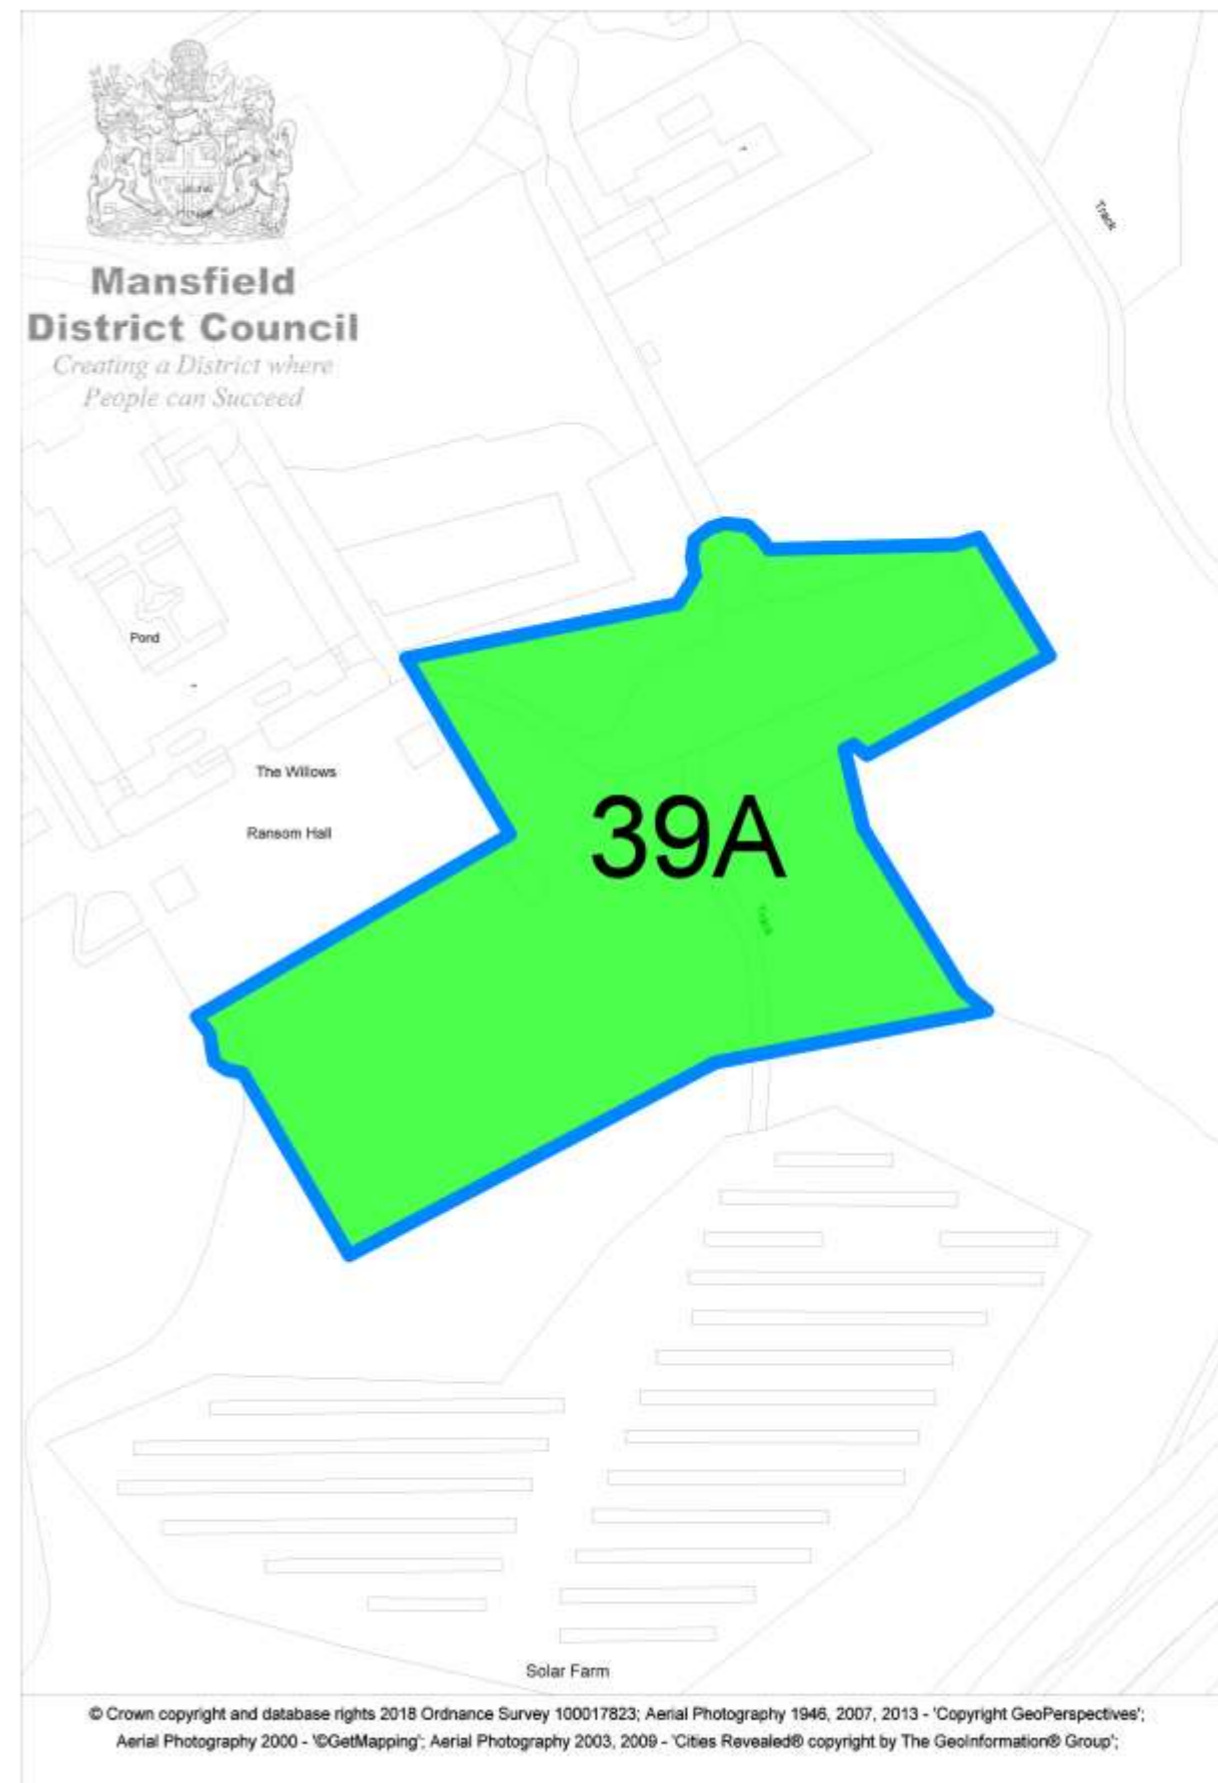 Mansfield
District Council
Creating a District where
People can Succeed
Track
Pond
The Willows
Ransom Hall
39A
Track
Solar Farm
© Crown copyright and database rights 2018 Ordnance Survey 100017823; Aerial Photography 1946, 2007, 2013 - 'Copyright GeoPerspectives';
Aerial Photography 2000 - '©GetMapping'; Aerial Photography 2003, 2009 - 'Cities Revealed® copyright by The GeoInformation® Group';